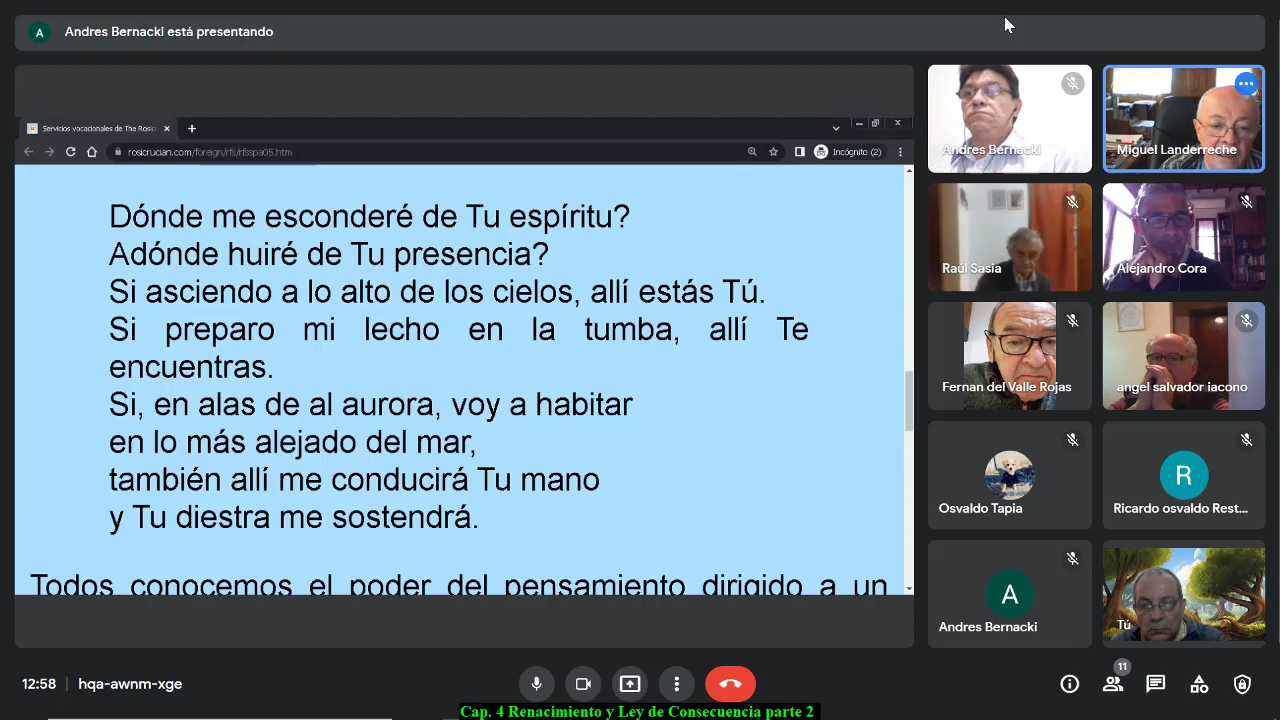 A
Andres Bernacki está presentando
Servicios vocacionales de The Rosic
rosicrucian.com/foreign/rfs/rfsspa05.htm
Incógnito (2)
Dónde me esconderé de Tu espíritu?
Adónde huiré de Tu presencia?
Si asciendo a lo alto de los cielos, allí estás Tú.
Si preparo mi lecho en la tumba, allí Te
encuentras.
Si, en alas de al aurora, voy a habitar
en lo más alejado del mar,
también allí me conducirá Tu mano
y Tu diestra me sostendrá.
Todos conocemos el poder del pensamiento dirigido a un
Andres Bernacki
Miguel Landerreche
Raúl Sasia
Alejandro Cora
Fernan del Valle Rojas
angel salvador iacono
Osvaldo Tapia
R
Ricardo osvaldo Rest...
A
Andres Bernacki
Tú
12:58
hqa-awnm-xge
11
Cap. 4 Renacimiento y Ley de Consecuencia parte 2